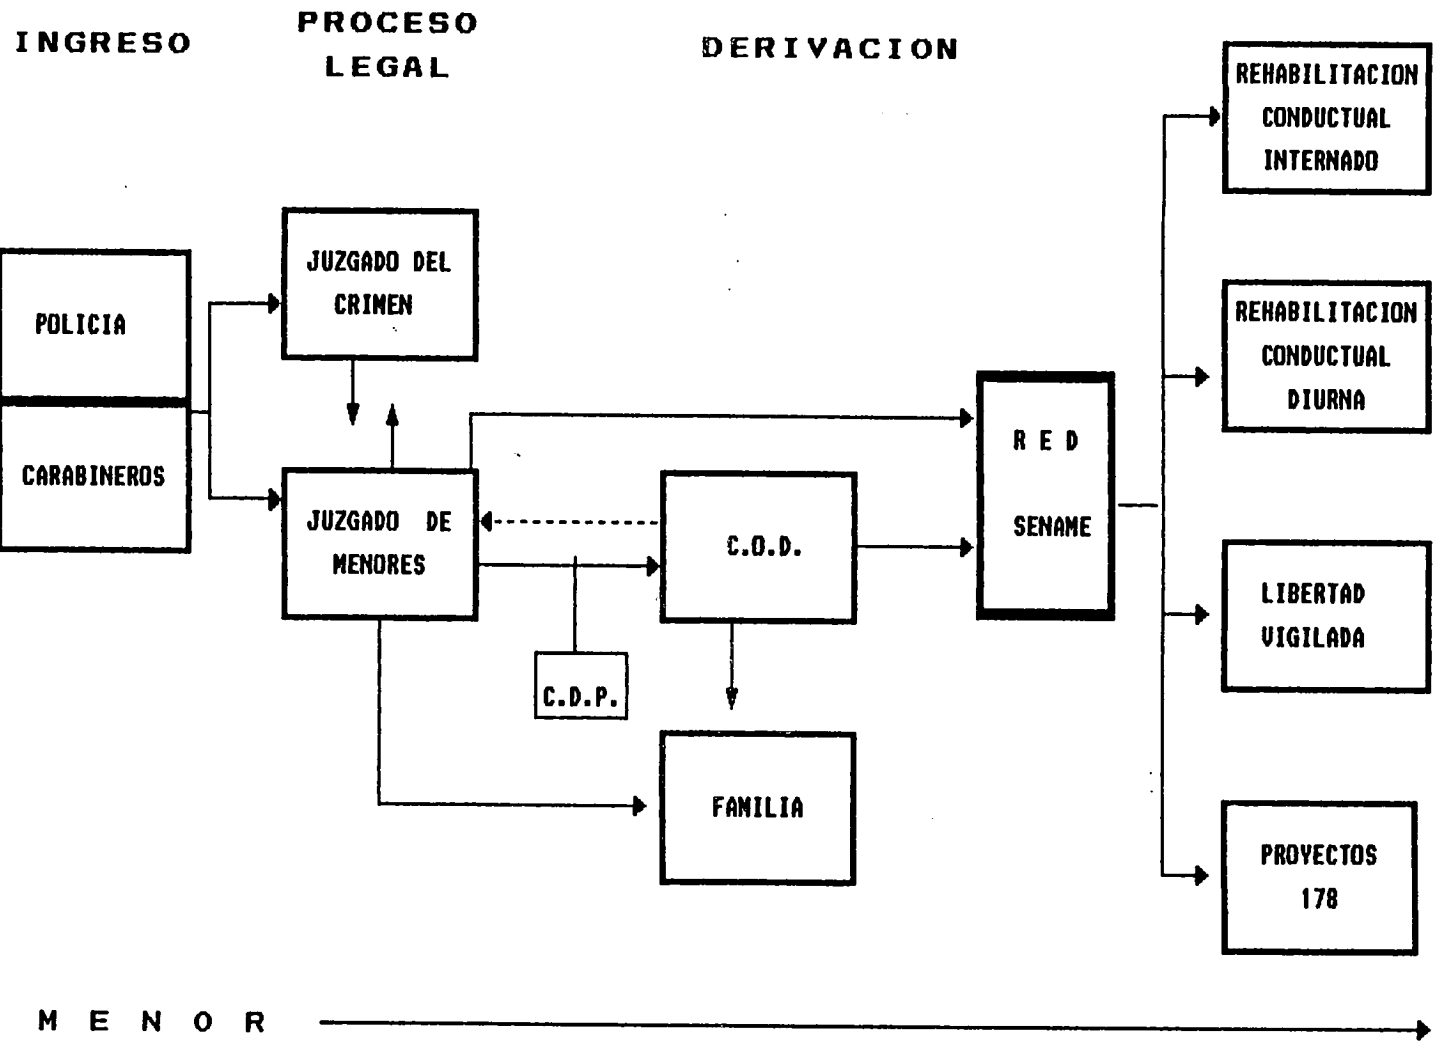 INGRESO
PROCESO
LEGAL
DERIVACION
POLICIA
CARABINEROS
JUZGADO DEL
CRIMEN
JUZGADO DE
MENORES
C.D.P.
C.O.D.
FAMILIA
R E D
SENAME
REHABILITACION
CONDUCTUAL
INTERNADO
REHABILITACION
CONDUCTUAL
DIURNA
LIBERTAD
VIGILADA
PROYECTOS
178
M E N O R